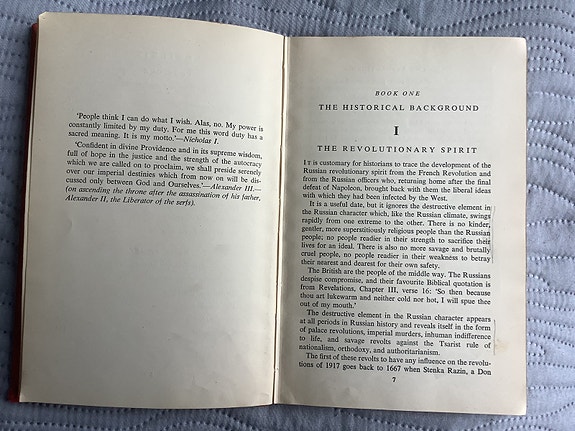 'People think I can do what I wish. Alas, no. My power is
constantly limited by my duty. For me this word duty has a
sacred meaning. It is my motto.'—Nicholas I.
'Confident in divine Providence and in its supreme wisdom,
full of hope in the justice and the strength of the autocracy
which we are called on to proclaim, we shall preside serenely
over our imperial destinies which from now on will be dis-
cussed only between God and Ourselves.'—Alexander III.—
(on ascending the throne after the assassination of his father,
Alexander II, the Liberator of the serfs).
BOOK ONE
THE HISTORICAL BACKGROUND
I
THE REVOLUTIONARY SPIRIT
IT is customary for historians to trace the development of the
Russian revolutionary spirit from the French Revolution and
from the Russian officers who, returning home after the final
defeat of Napoleon, brought back with them the liberal ideas
with which they had been infected by the West.
It is a useful date, but it ignores the destructive element in
the Russian character which, like the Russian climate, swings
rapidly from one extreme to the other. There is no kinder,
gentler, more superstitiously religious people than the Russian
people; no people readier in their strength to sacrifice their
lives for an ideal. There is also no more savage and brutally
cruel people, no people readier in their weakness to betray
their nearest and dearest for their own safety.
The British are the people of the middle way. The Russians
despise compromise, and their favourite Biblical quotation is
from Revelations, Chapter III, verse 16: 'So then because
thou art lukewarm and neither cold nor hot, I will spue thee
out of my mouth.'
The destructive element in the Russian character appears
at all periods in Russian history and reveals itself in the form
of palace revolutions, imperial murders, inhuman indifference
to life, and savage revolts against the Tsarist rule of
nationalism, orthodoxy, and authoritarianism.
The first of these revolts to have any influence on the revolu-
tions of 1917 goes back to 1667 when Stenka Razin, a Don
7